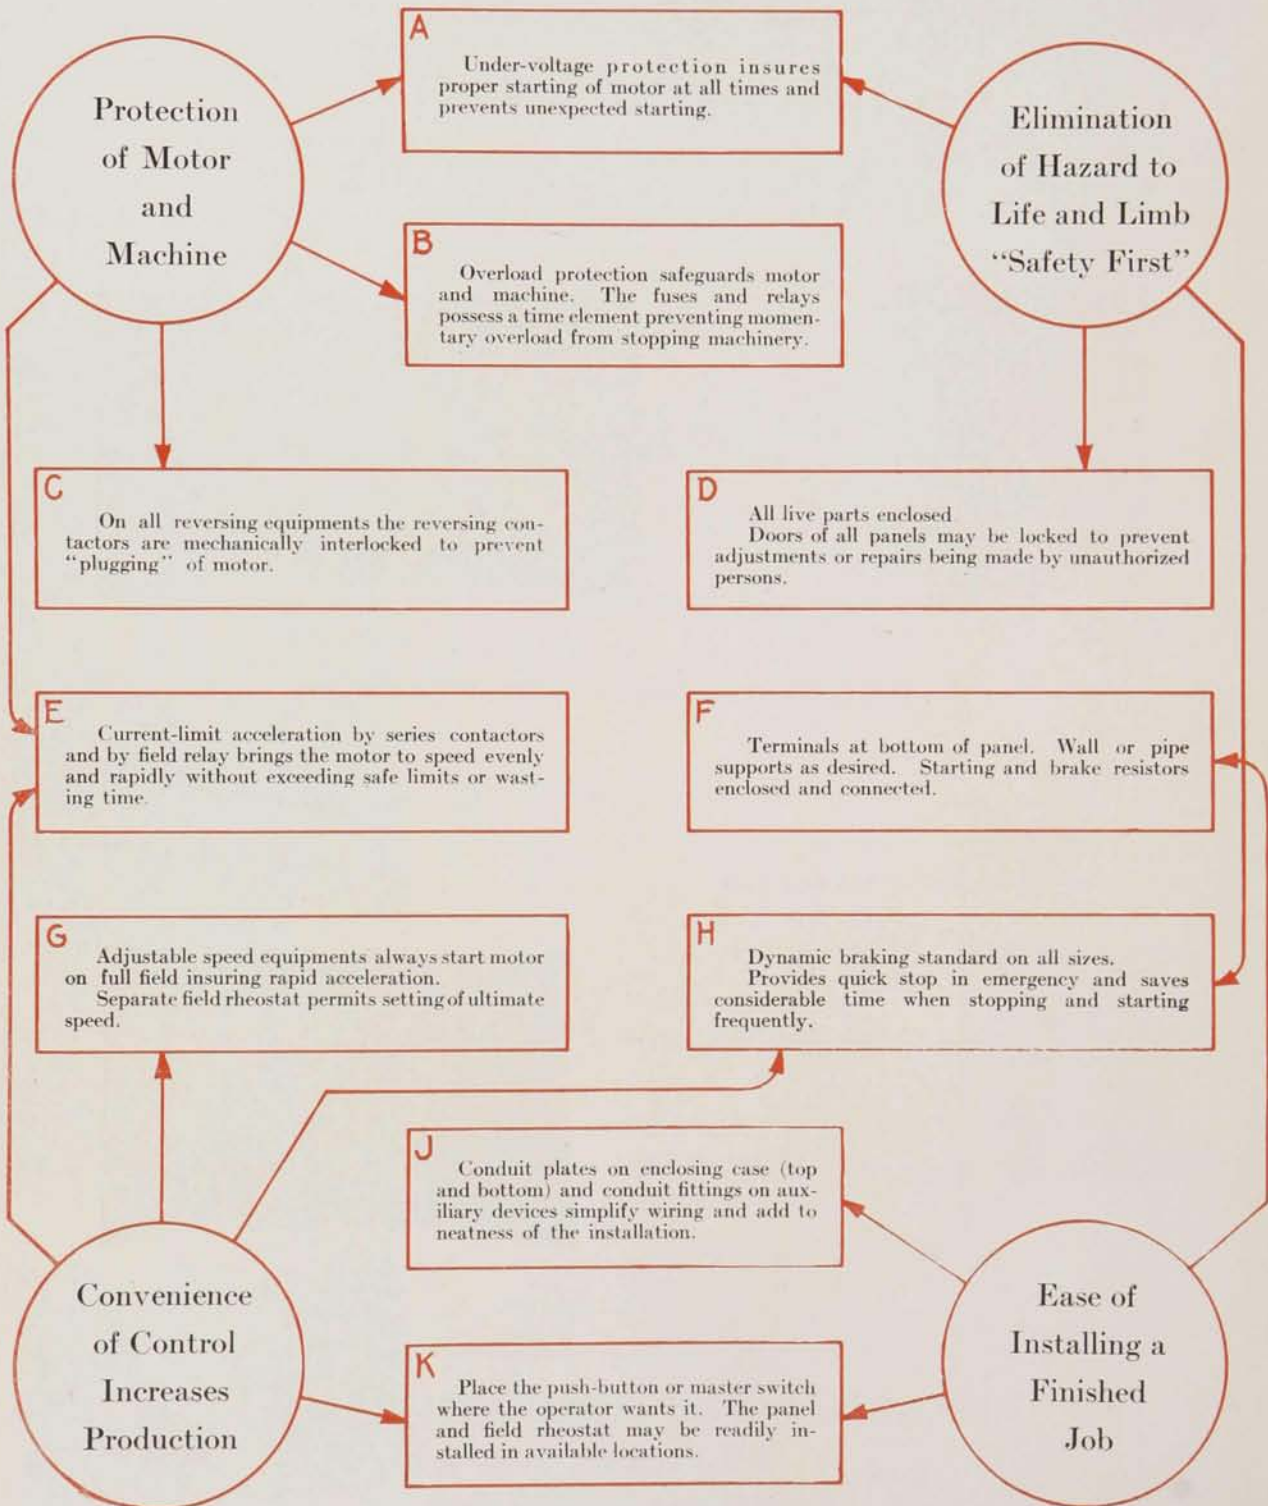 Protection
of Motor
and
Machine
A
Under-voltage protection insures
proper starting of motor at all times and
prevents unexpected starting.
Elimination
of Hazard to
Life and Limb
“Safety First”
B
Overload protection safeguards motor
and machine. The fuses and relays
possess a time element preventing momen-
tary overload from stopping machinery.
C
On all reversing equipments the reversing con-
tactors are mechanically interlocked to prevent
“plugging” of motor.
D
All live parts enclosed
Doors of all panels may be locked to prevent
adjustments or repairs being made by unauthorized
persons.
E
Current-limit acceleration by series contactors
and by field relay brings the motor to speed evenly
and rapidly without exceeding safe limits or wast-
ing time.
F
Terminals at bottom of panel. Wall or pipe
supports as desired. Starting and brake resistors
enclosed and connected.
G
Adjustable speed equipments always start motor
on full field insuring rapid acceleration.
Separate field rheostat permits setting of ultimate
speed.
H
Dynamic braking standard on all sizes.
Provides quick stop in emergency and saves
considerable time when stopping and starting
frequently.
J
Conduit plates on enclosing case (top
and bottom) and conduit fittings on aux-
iliary devices simplify wiring and add to
neatness of the installation.
Convenience
of Control
Increases
Production
K
Place the push-button or master switch
where the operator wants it. The panel
and field rheostat may be readily in-
stalled in available locations.
Ease of
Installing a
Finished
Job